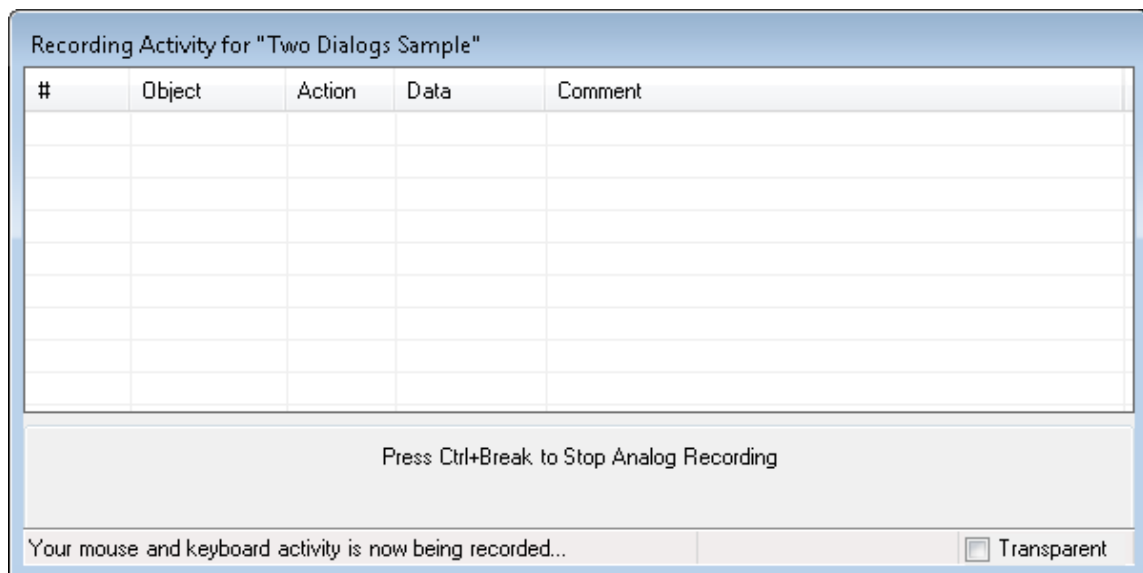 Recording Activity for "Two Dialogs Sample"
# Object Action Data Comment
Press Ctrl+Break to Stop Analog Recording
Your mouse and keyboard activity is now being recorded... Transparent